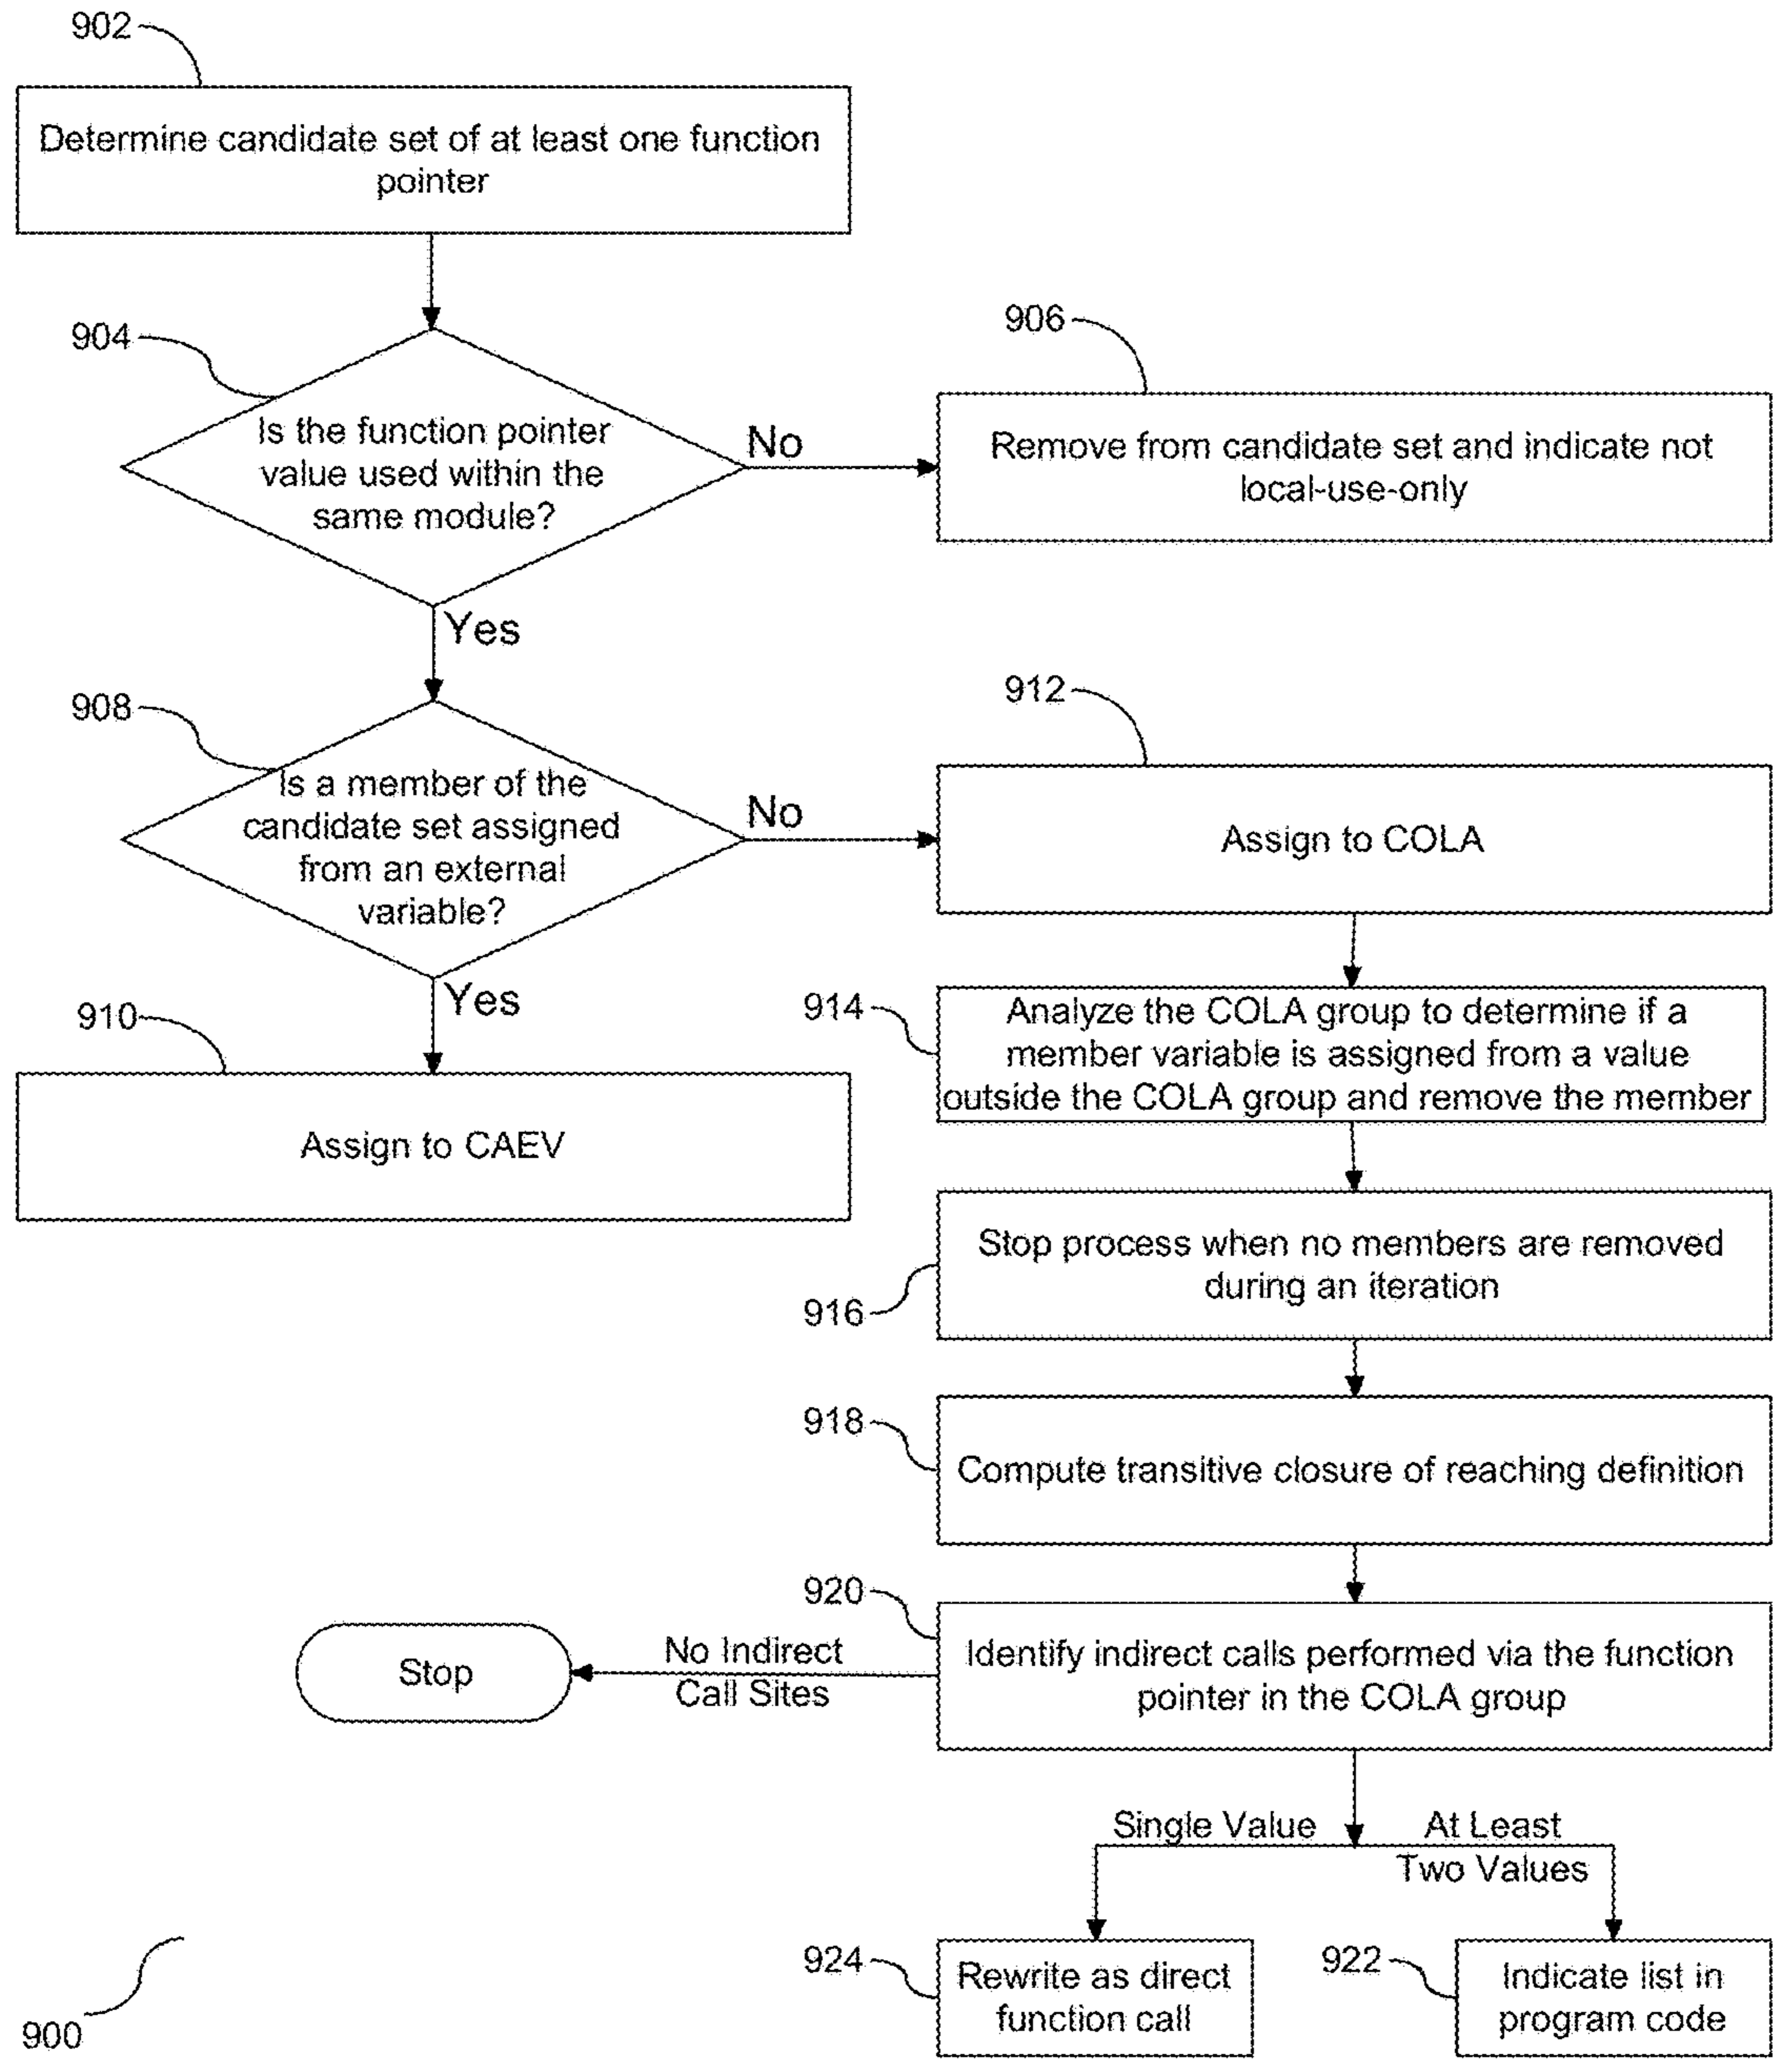 902
Determine candidate set of at least one function
pointer
904
Is the function pointer
value used within the
same module?
No
906
Remove from candidate set and indicate not
local-use-only
Yes
908
Is a member of the
candidate set assigned
from an external
variable?
No
912
Assign to COLA
Yes
910
Assign to CAEV
914
Analyze the COLA group to determine if a
member variable is assigned from a value
outside the COLA group and remove the member
916
Stop process when no members are removed
during an iteration
918
Compute transitive closure of reaching definition
920
Identify indirect calls performed via the function
pointer in the COLA group
No Indirect
Call Sites
Stop
Single Value
At Least
Two Values
924
Rewrite as direct
function call
922
Indicate list in
program code
900